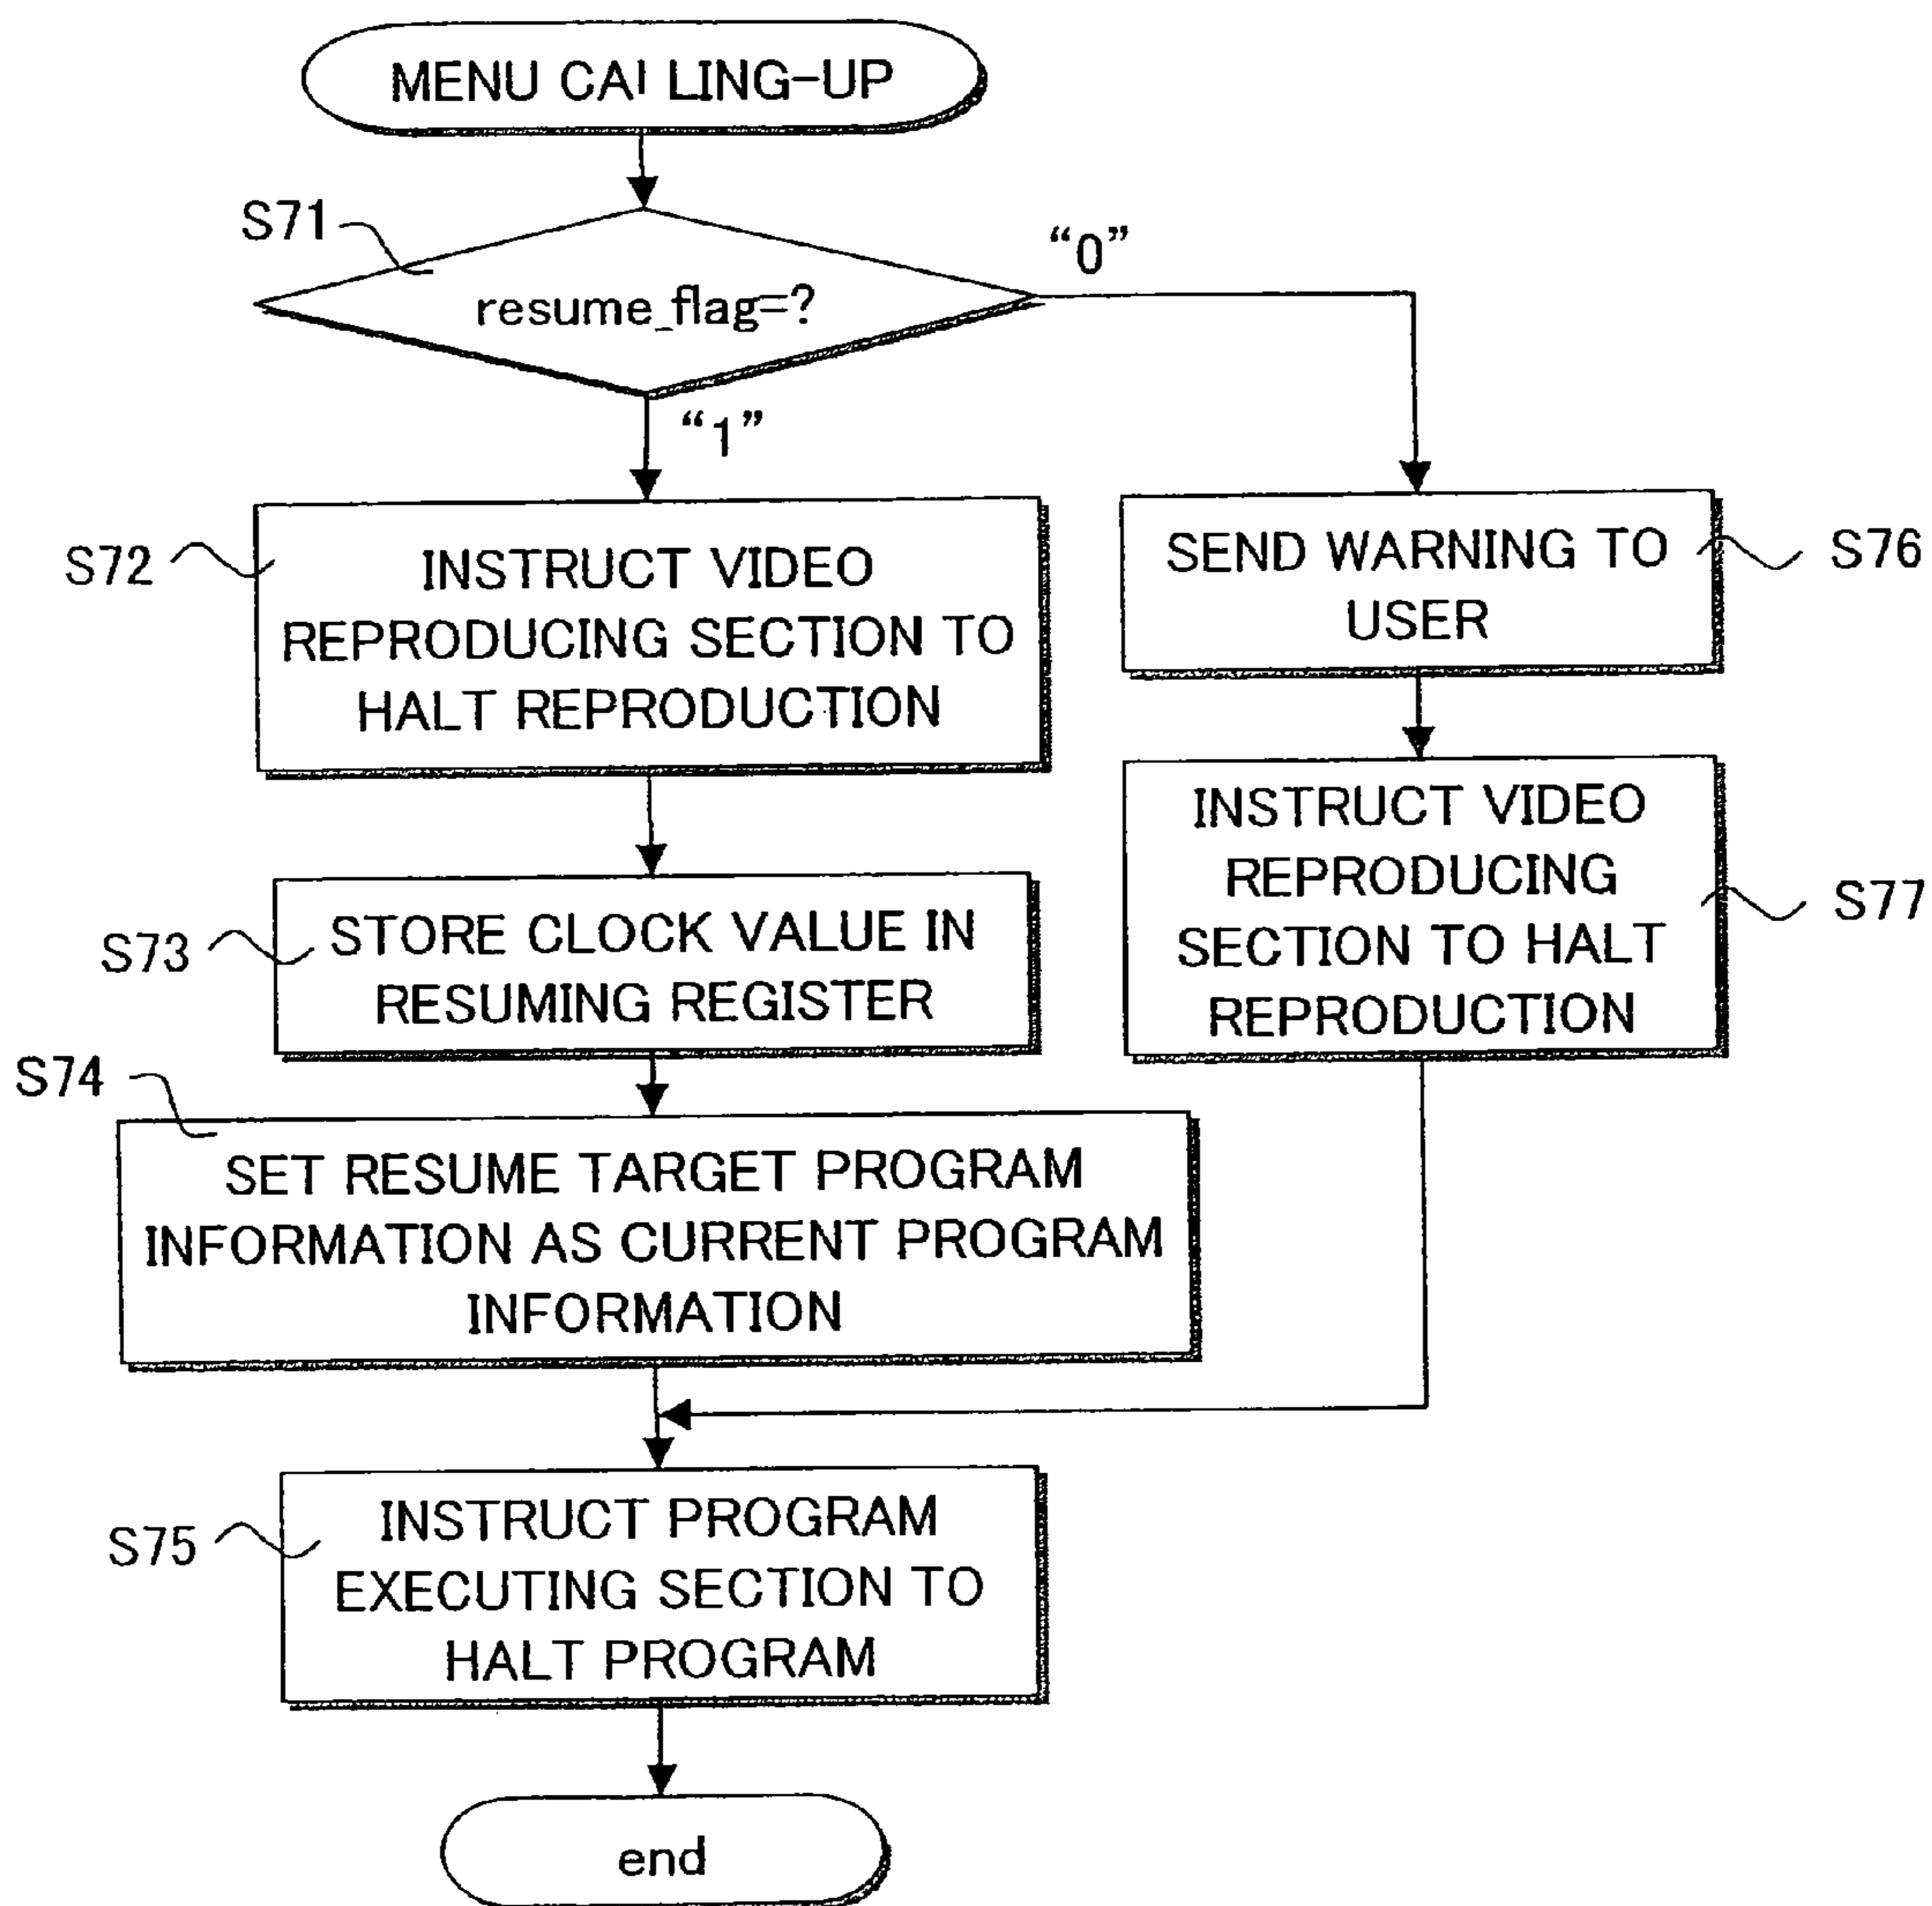 MENU CALLING-UP
S71
resume_flag=?
"0"
"1"
S72
INSTRUCT VIDEO
REPRODUCING SECTION TO
HALT REPRODUCTION
S73
STORE CLOCK VALUE IN
RESUMING REGISTER
S74
SET RESUME TARGET PROGRAM
INFORMATION AS CURRENT PROGRAM
INFORMATION
S76
SEND WARNING TO
USER
S77
INSTRUCT VIDEO
REPRODUCING
SECTION TO HALT
REPRODUCTION
S75
INSTRUCT PROGRAM
EXECUTING SECTION TO
HALT PROGRAM
end